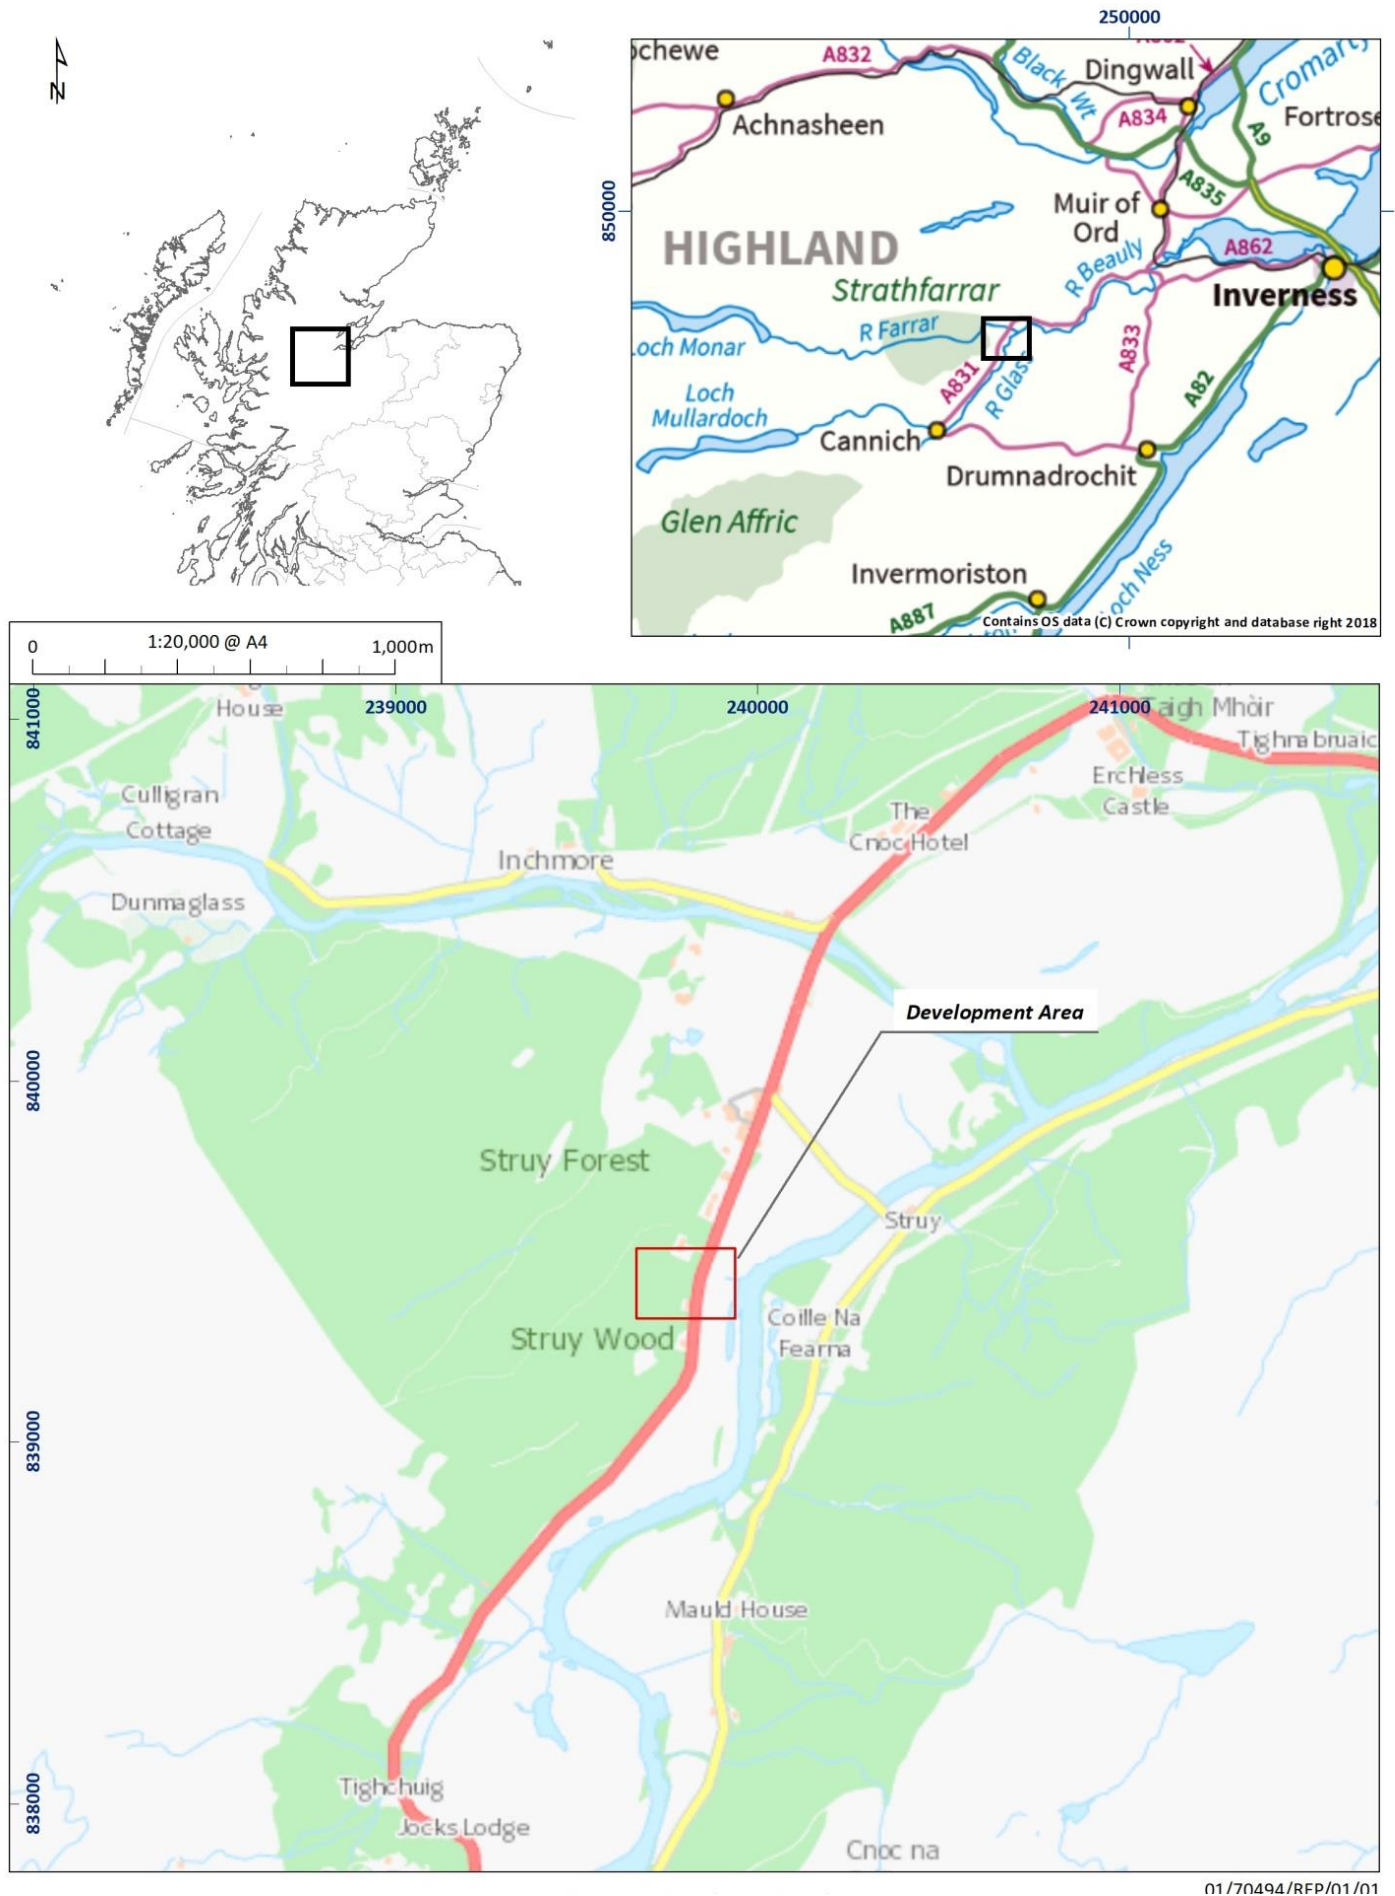 N
250000
850000
A832
Dingwall
Black Wt
Cromarty
Achnasheen
A834
A9
Fortrose
A835
Muir of
Ord
HIGHLAND
R Beauly
A862
Strathfarrar
Inverness
R Farrar
Loch Monar
A833
A831
R Glass
A82
Loch
Mullardoch
Cannich
Drumnadrochit
Glen Affric
Invermoriston
Loch Ness
A887
Contains OS data (C) Crown copyright and database right 2018
0
1:20,000 @ A4
1,000m
841000
House
239000
240000
241000
Taigh Mhòir
Tighnabruaic
Culligran
Cottage
Erchless
Castle
The
Cnoc Hotel
Inchmore
Dunmaglass
Development Area
840000
Struy Forest
Struy
Coille Na
Fearna
Struy Wood
839000
Mauld House
838000
Tighchuig
Jocks Lodge
Cnoc na
01/70494/REP/01/01